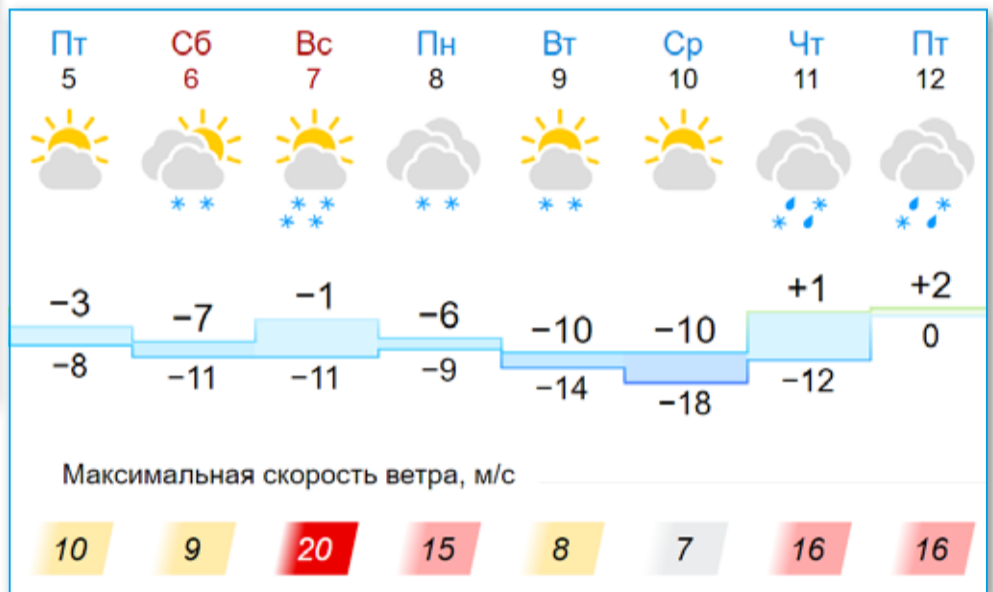 Пт Сб Вс Пн Вт Ср Чт Пт
5 6 7 8 9 10 11 12
−3 −7 −1 −6 −10 −10 +1 +2
−8 −11 −11 −9 −14 −18 −12 0
Максимальная скорость ветра, м/с
10 9 20 15 8 7 16 16